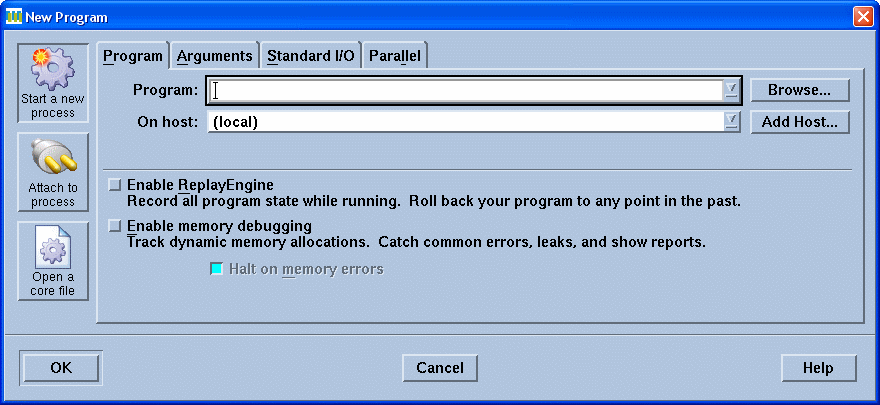 New Program
Start a new
process
Attach to
process
Open a
core file
Program Arguments Standard I/O Parallel
Program: Browse...
On host: (local) Add Host...
Enable ReplayEngine
Record all program state while running. Roll back your program to any point in the past.
Enable memory debugging
Track dynamic memory allocations. Catch common errors, leaks, and show reports.
Halt on memory errors
OK Cancel Help